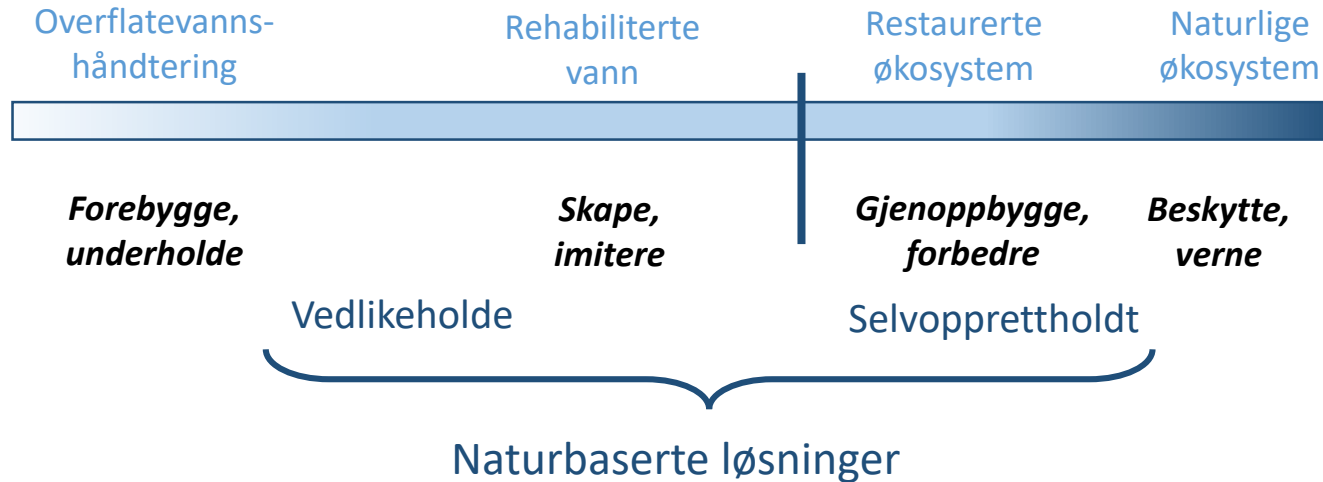 Overflatevanns-
håndtering
Rehabiliterte
vann
Restaurerte
økosystem
Naturlige
økosystem
Forebygge,
underholde
Skape,
imitere
Gjenoppbygge,
forbedre
Beskytte,
verne
Vedlikeholde
Selvopprettholdt
Naturbaserte løsninger